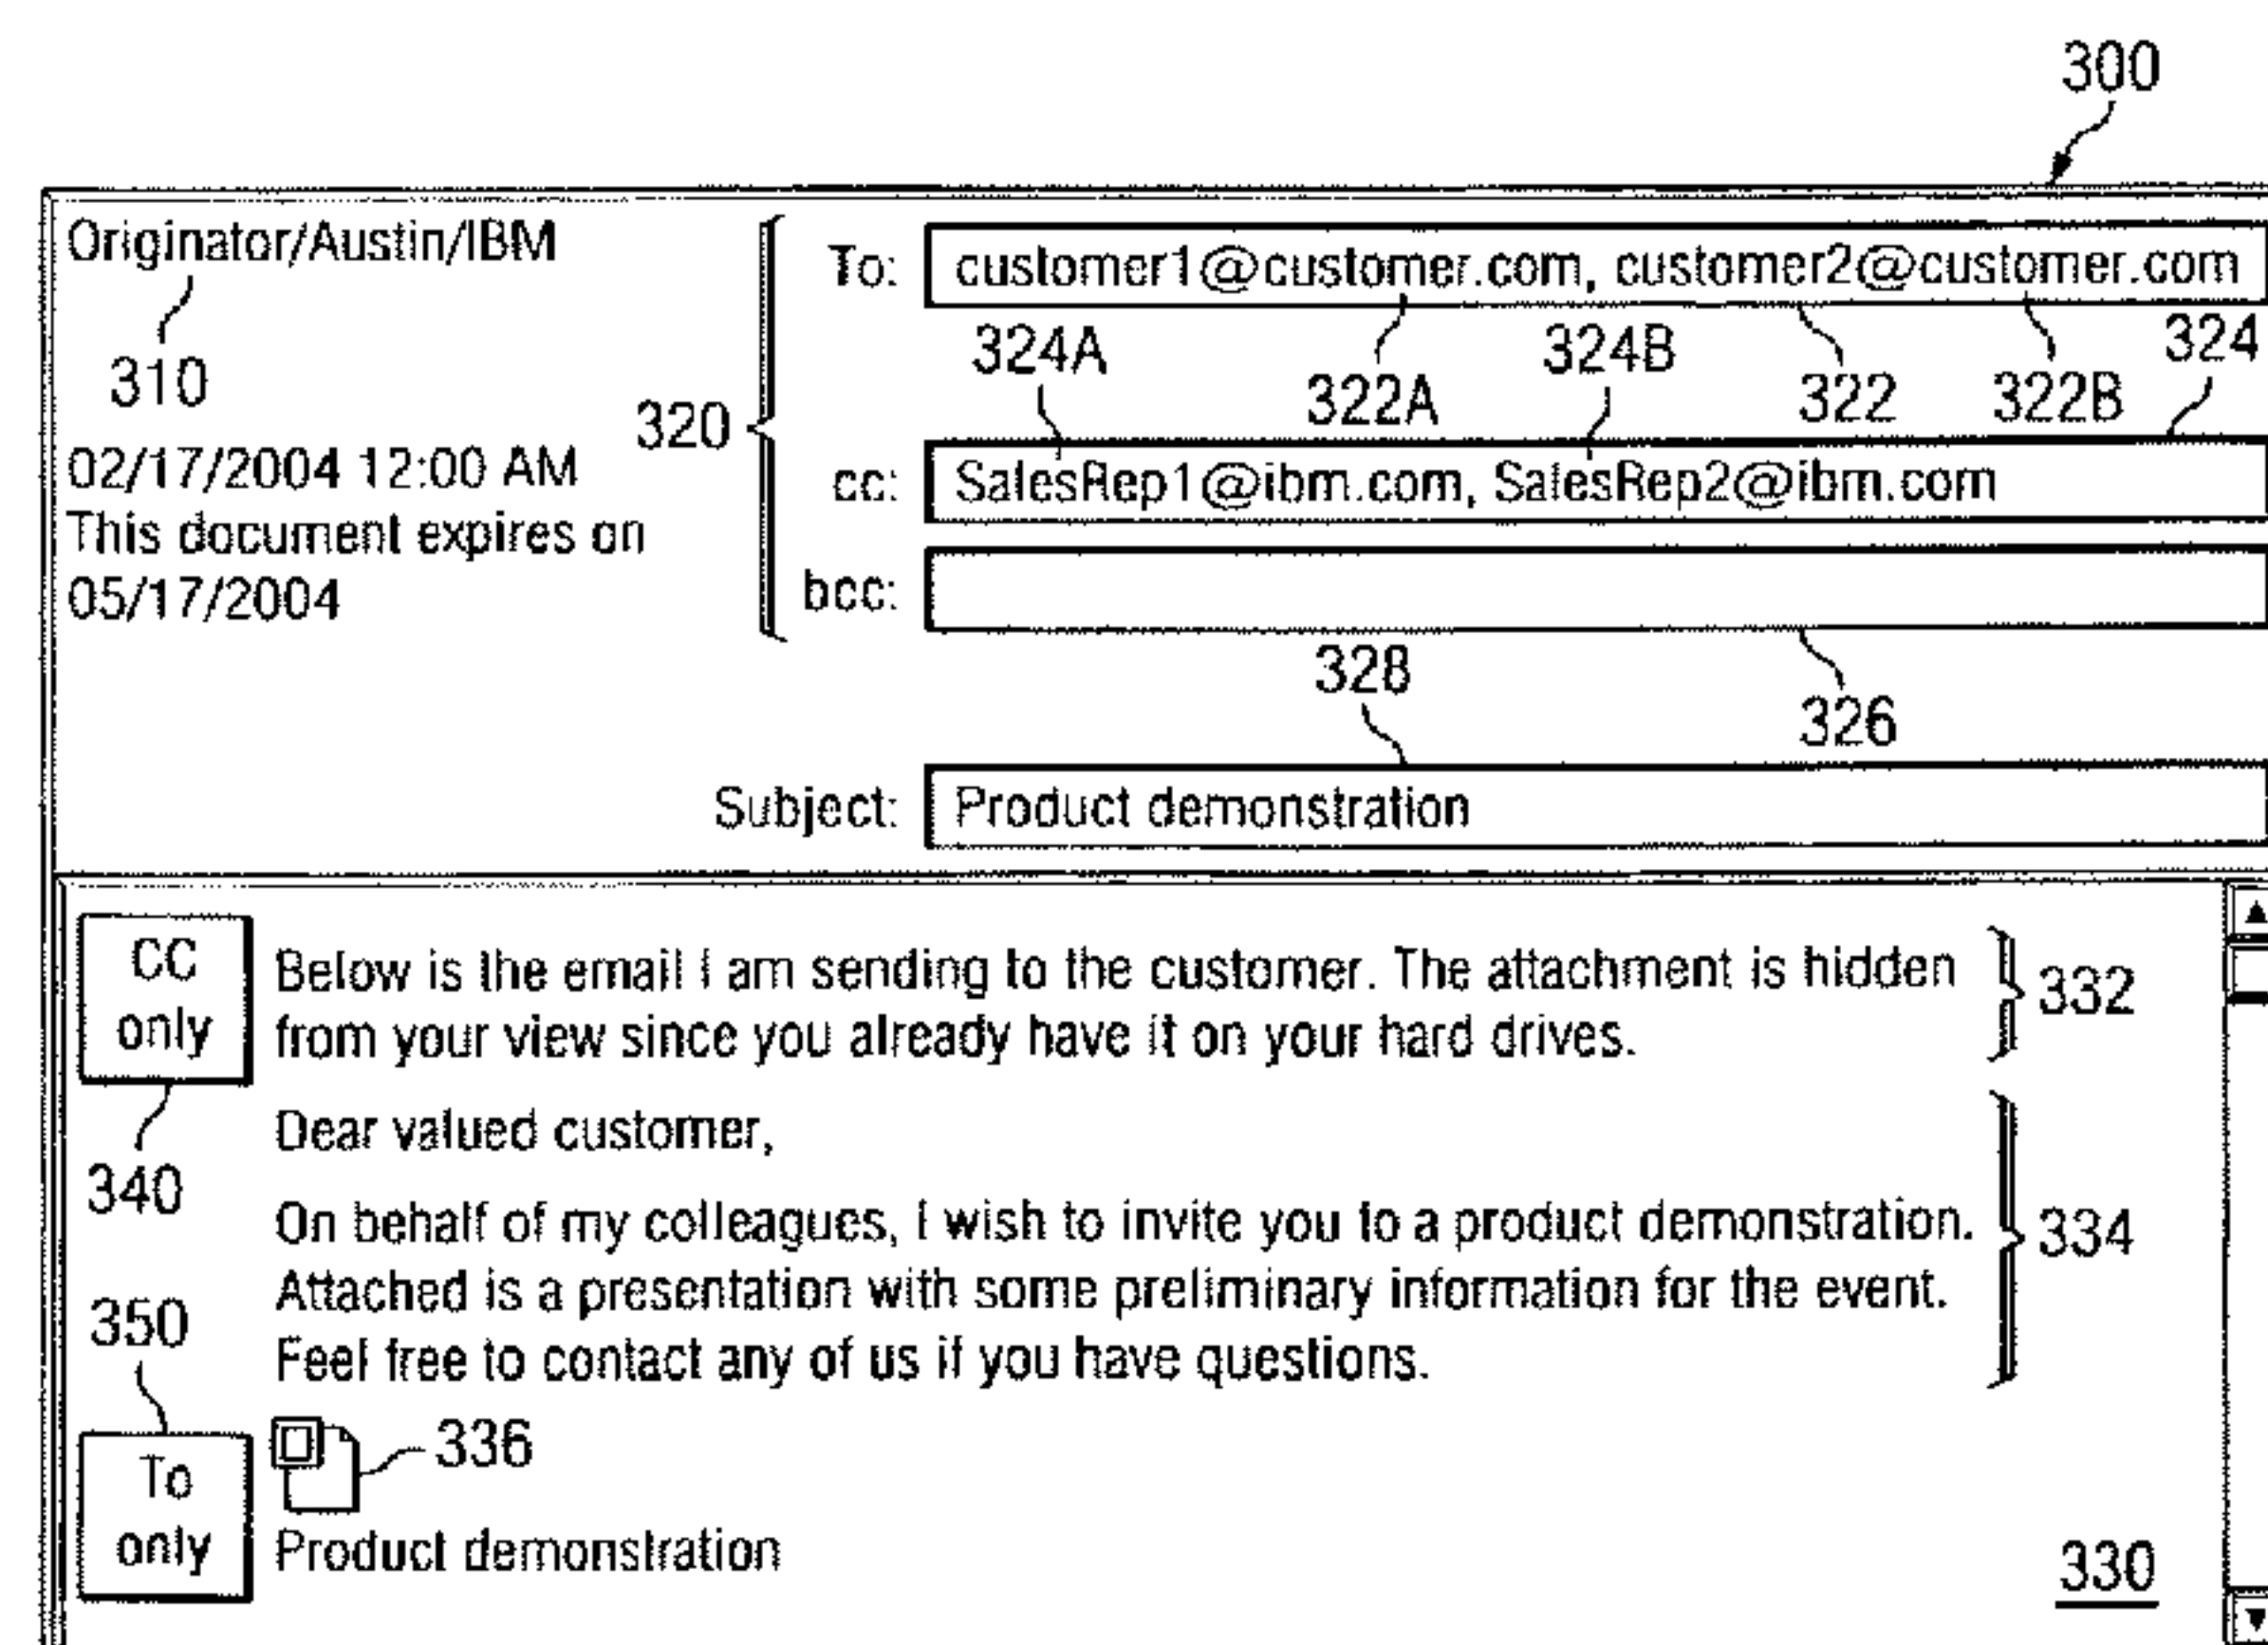 300
Originator/Austin/IBM
310
02/17/2004 12:00 AM
This document expires on
05/17/2004
320
To: customer1@customer.com, customer2@customer.com
324A 322A 324B 322 322B 324
cc: SalesRep1@ibm.com, SalesRep2@ibm.com
bcc:
328 326
Subject: Product demonstration
CC
only
340
Below is the email I am sending to the customer. The attachment is hidden
from your view since you already have it on your hard drives.
332
Dear valued customer,
On behalf of my colleagues, I wish to invite you to a product demonstration.
Attached is a presentation with some preliminary information for the event.
Feel free to contact any of us if you have questions.
334
350
To
only
336
Product demonstration
330